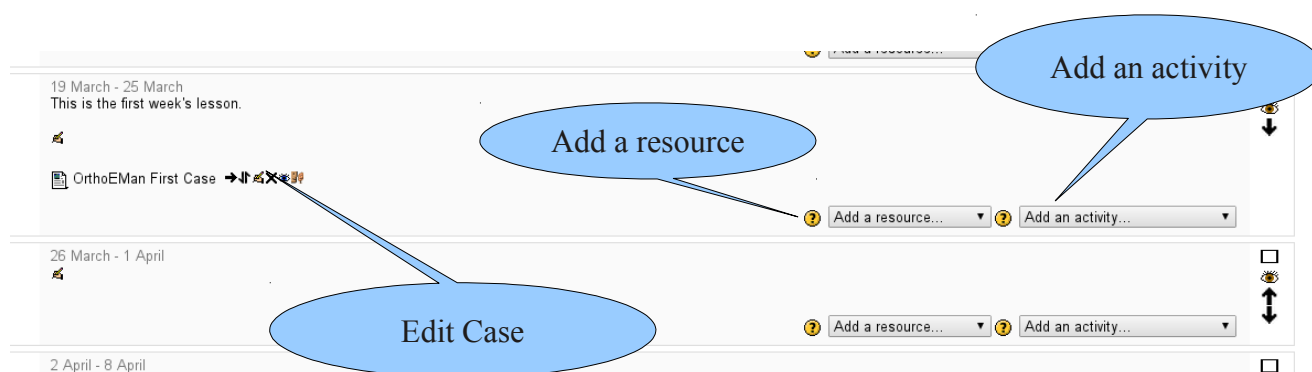 Add a resource...
Add an activity
19 March - 25 March
This is the first week's lesson.
Add a resource
OrthoEMan First Case
? Add a resource... ? Add an activity...
26 March - 1 April
Edit Case
? Add a resource... ? Add an activity...
2 April - 8 April